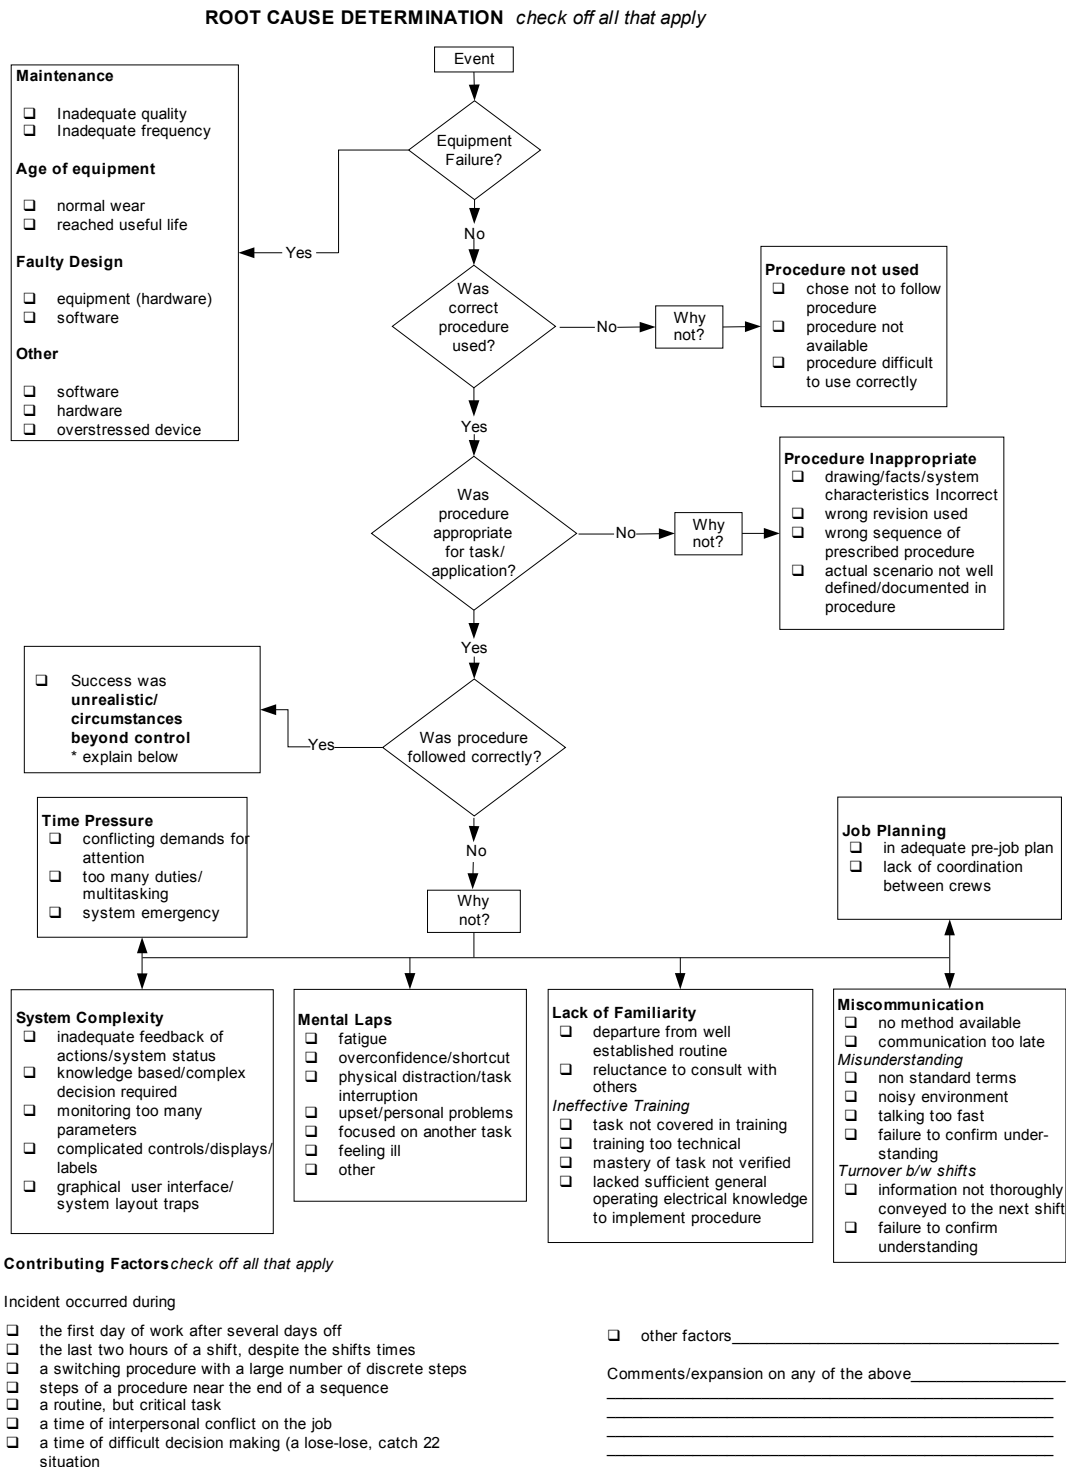 ROOT CAUSE DETERMINATION check off all that apply
Event
Maintenance
❑ Inadequate quality
❑ Inadequate frequency
Age of equipment
❑ normal wear
❑ reached useful life
Faulty Design
❑ equipment (hardware)
❑ software
Other
❑ software
❑ hardware
❑ overstressed device
Equipment
Failure?
Yes
No
Was
correct
procedure
used?
No
Why
not?
Procedure not used
❑ chose not to follow
procedure
❑ procedure not
available
❑ procedure difficult
to use correctly
Yes
Was
procedure
appropriate
for task/
application?
No
Why
not?
Procedure Inappropriate
❑ drawing/facts/system
characteristics Incorrect
❑ wrong revision used
❑ wrong sequence of
prescribed procedure
❑ actual scenario not well
defined/documented in
procedure
Yes
Was procedure
followed correctly?
Yes
❑ Success was
unrealistic/
circumstances
beyond control
* explain below
No
Why
not?
Time Pressure
❑ conflicting demands for
attention
❑ too many duties/
multitasking
❑ system emergency
Job Planning
❑ in adequate pre-job plan
❑ lack of coordination
between crews
System Complexity
❑ inadequate feedback of
actions/system status
❑ knowledge based/complex
decision required
❑ monitoring too many
parameters
❑ complicated controls/displays/
labels
❑ graphical user interface/
system layout traps
Mental Laps
❑ fatigue
❑ overconfidence/shortcut
❑ physical distraction/task
interruption
❑ upset/personal problems
❑ focused on another task
❑ feeling ill
❑ other
Lack of Familiarity
❑ departure from well
established routine
❑ reluctance to consult with
others
Ineffective Training
❑ task not covered in training
❑ training too technical
❑ mastery of task not verified
❑ lacked sufficient general
operating electrical knowledge
to implement procedure
Miscommunication
❑ no method available
❑ communication too late
Misunderstanding
❑ non standard terms
❑ noisy environment
❑ talking too fast
❑ failure to confirm under-
standing
Turnover b/w shifts
❑ information not thoroughly
conveyed to the next shift
❑ failure to confirm
understanding
Contributing Factors check off all that apply
Incident occurred during
❑ the first day of work after several days off
❑ the last two hours of a shift, despite the shifts times
❑ a switching procedure with a large number of discrete steps
❑ steps of a procedure near the end of a sequence
❑ a routine, but critical task
❑ a time of interpersonal conflict on the job
❑ a time of difficult decision making (a lose-lose, catch 22
situation
❑ other factors
Comments/expansion on any of the above